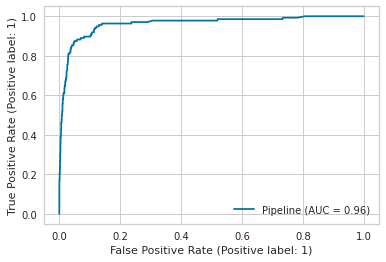 True Positive Rate (Positive label: 1)
1.0
0.8
0.6
0.4
0.2
0.0
Pipeline (AUC = 0.96)
0.0 0.2 0.4 0.6 0.8 1.0
False Positive Rate (Positive label: 1)